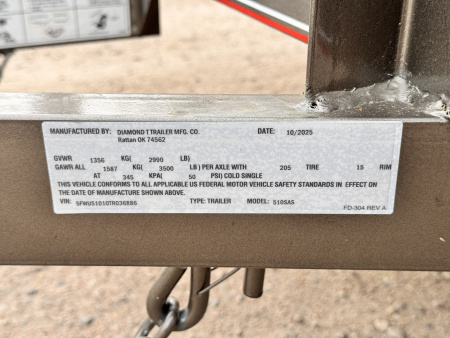 MANUFACTURED BY: DIAMOND T TRAILER MFG. CO. DATE: 10/2025
Rattan OK 74562
GVWR 1356 KG( 2990 LB)
GAWR ALL 1587 KG( 3500 LB) PER AXLE WITH 205 TIRE 15 RIM
AT 345 KPA( 50 PSI) COLD SINGLE
THIS VEHICLE CONFORMS TO ALL APPLICABLE US FEDERAL MOTOR VEHICLE SAFETY STANDARDS IN EFFECT ON
THE DATE OF MANUFACTURE SHOWN ABOVE.
VIN: 5FWUS1010TR036886 TYPE: TRAILER MODEL: 510SAS
FD-304 REV A